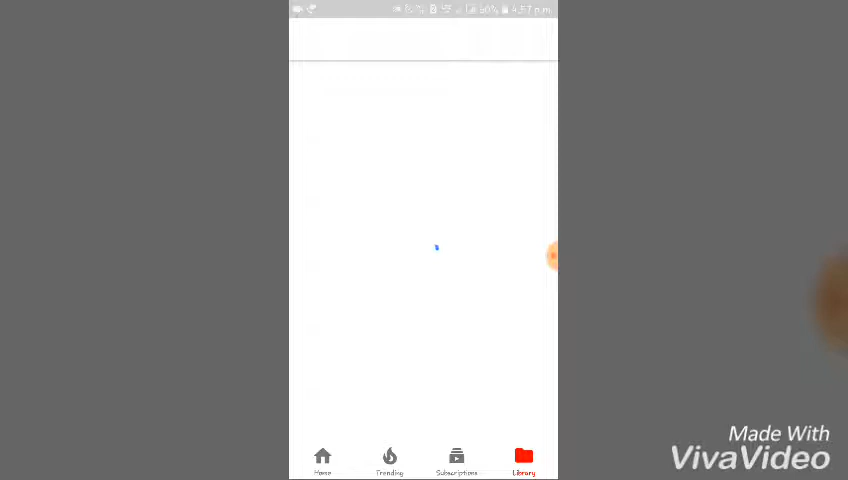 4:57 p.m.
Home
Trending
Subscriptions
Library
Made With
VivaVideo